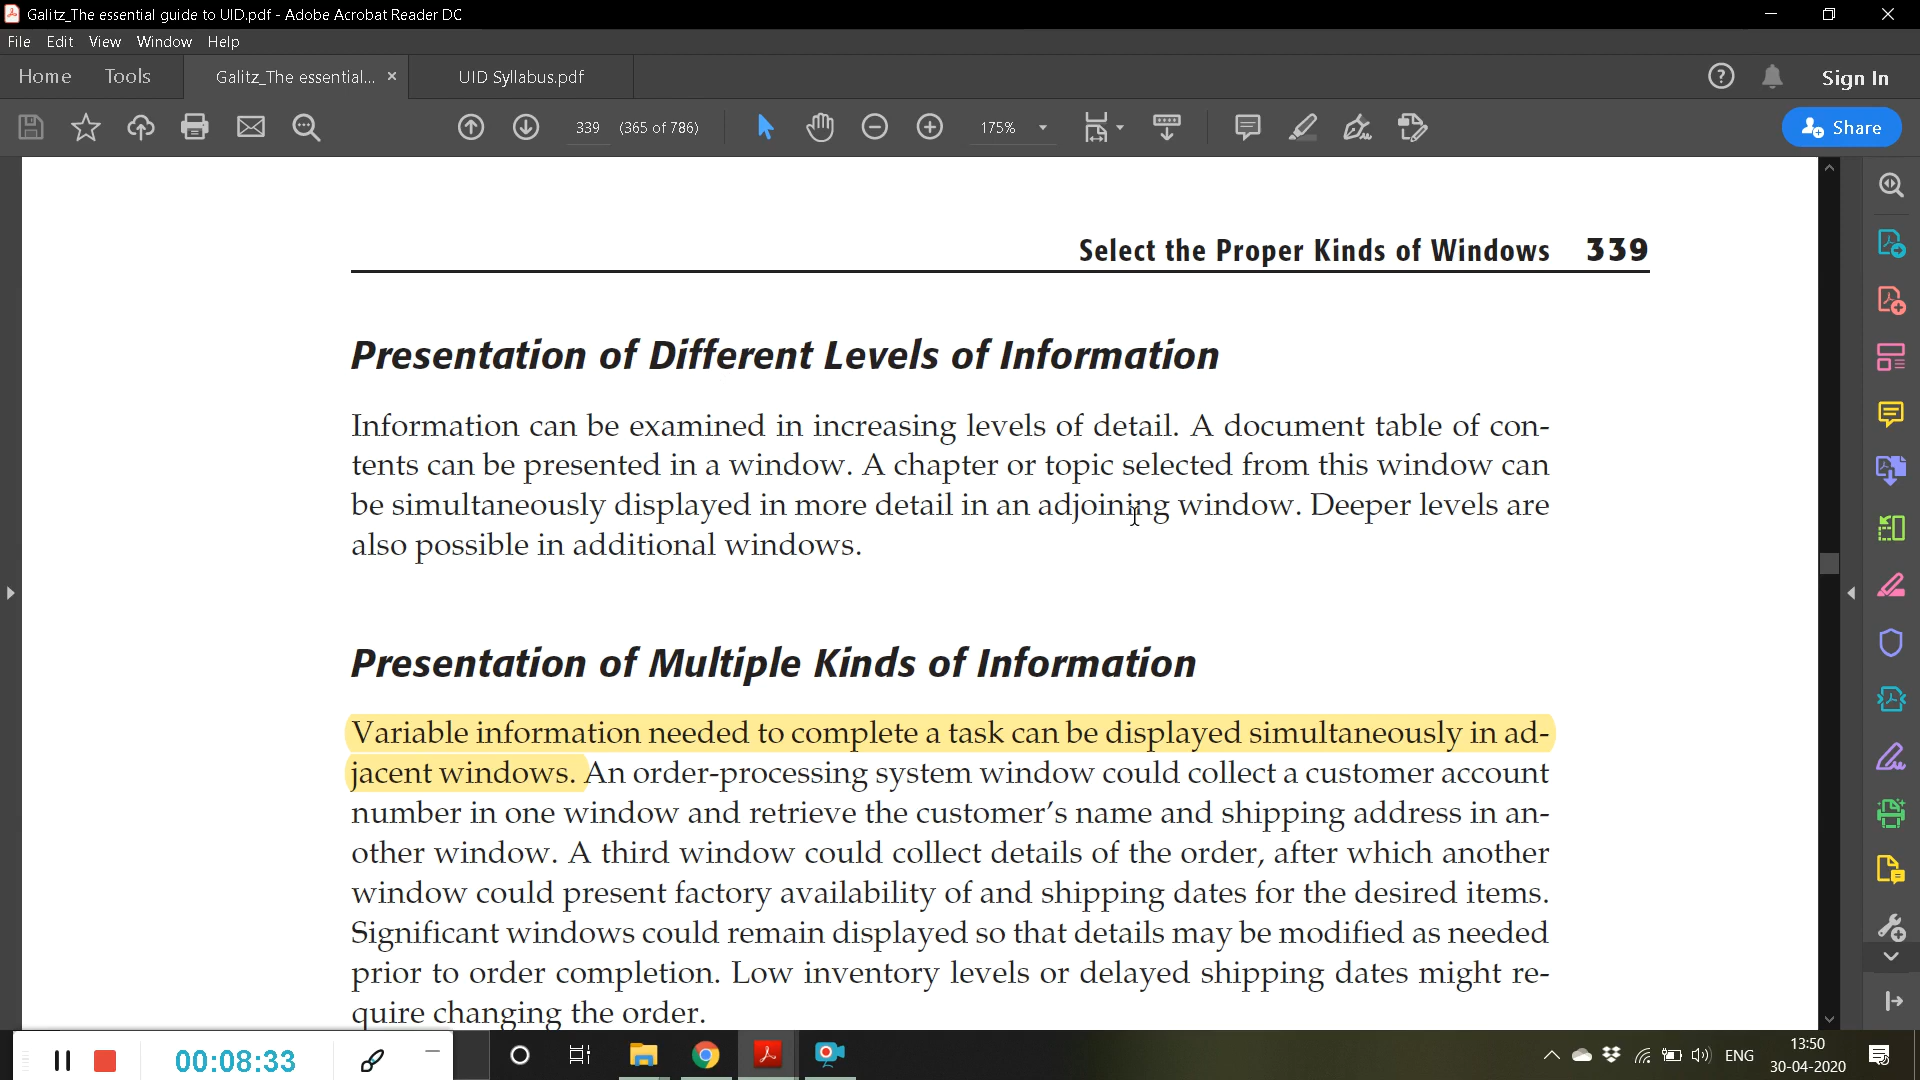 Galitz_The essential guide to UID.pdf - Adobe Acrobat Reader DC
File Edit View Window Help
Home Tools Galitz_The essential... × UID Syllabus.pdf Sign In
339 (365 of 786) 175% Share
Select the Proper Kinds of Windows 339
Presentation of Different Levels of Information
Information can be examined in increasing levels of detail. A document table of con-
tents can be presented in a window. A chapter or topic selected from this window can
be simultaneously displayed in more detail in an adjoining window. Deeper levels are
also possible in additional windows.
Presentation of Multiple Kinds of Information
Variable information needed to complete a task can be displayed simultaneously in ad-
jacent windows. An order-processing system window could collect a customer account
number in one window and retrieve the customer's name and shipping address in an-
other window. A third window could collect details of the order, after which another
window could present factory availability of and shipping dates for the desired items.
Significant windows could remain displayed so that details may be modified as needed
prior to order completion. Low inventory levels or delayed shipping dates might re-
quire changing the order.
00:08:33
ENG
13:50
30-04-2020